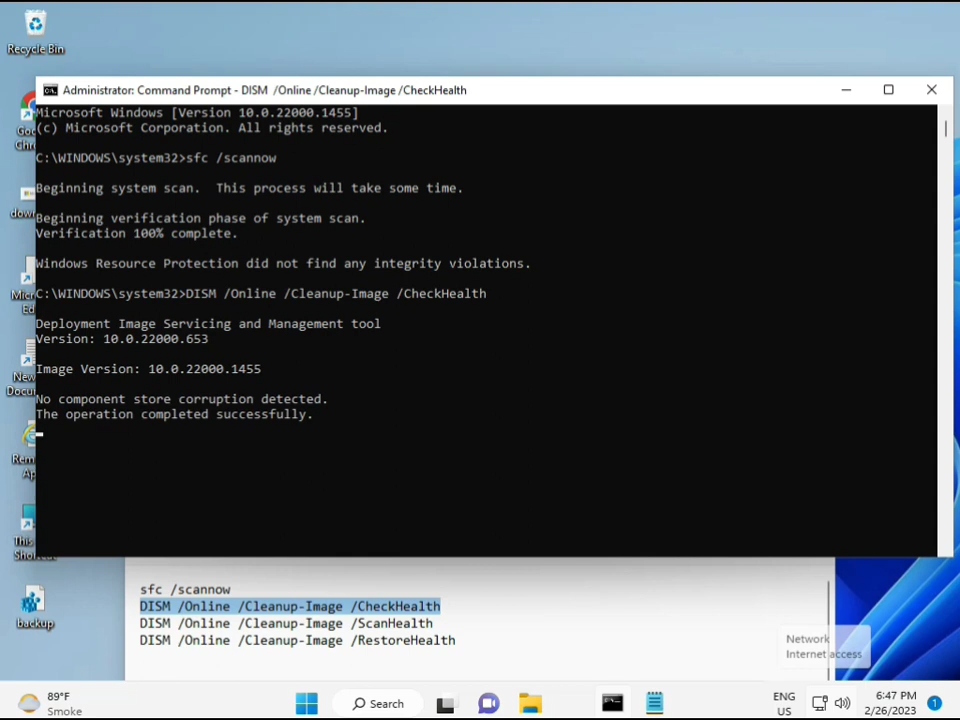 Recycle Bin
Administrator: Command Prompt - DISM /Online /Cleanup-Image /CheckHealth
Microsoft Windows [Version 10.0.22000.1455]
(c) Microsoft Corporation. All rights reserved.
C:\WINDOWS\system32>sfc /scannow
Beginning system scan.  This process will take some time.
Beginning verification phase of system scan.
Verification 100% complete.
Windows Resource Protection did not find any integrity violations.
C:\WINDOWS\system32>DISM /Online /Cleanup-Image /CheckHealth
Deployment Image Servicing and Management tool
Version: 10.0.22000.653
Image Version: 10.0.22000.1455
No component store corruption detected.
The operation completed successfully.
backup
sfc /scannow
DISM /Online /Cleanup-Image /CheckHealth
DISM /Online /Cleanup-Image /ScanHealth
DISM /Online /Cleanup-Image /RestoreHealth
Network
Internet access
89°F
Smoke
Search
ENG
US
6:47 PM
2/26/2023
1